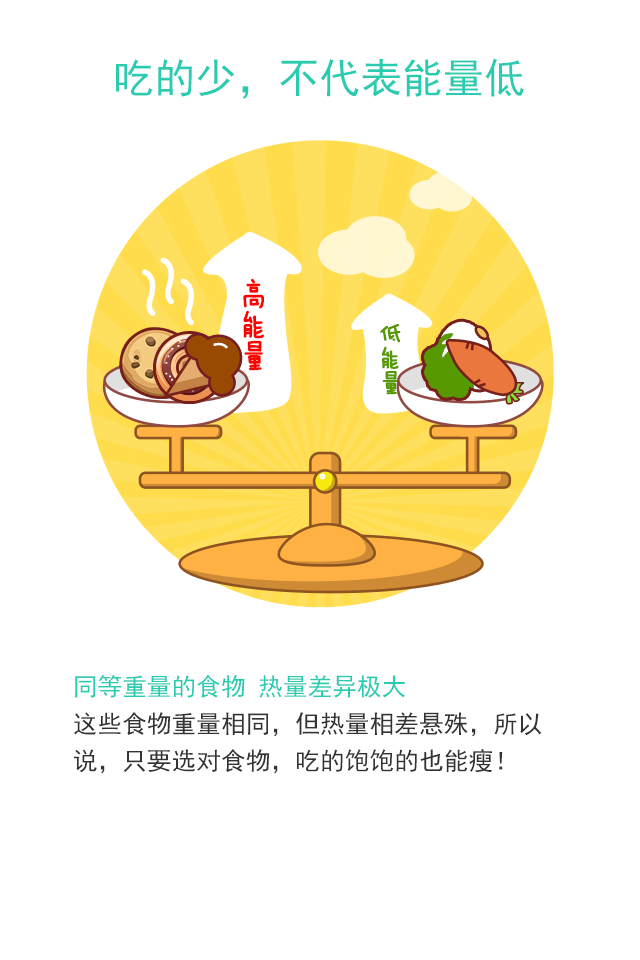 吃的少，不代表能量低
高能量
低能量
同等重量的食物 热量差异极大
这些食物重量相同，但热量相差悬殊，所以
说，只要选对食物，吃的饱饱的也能瘦！